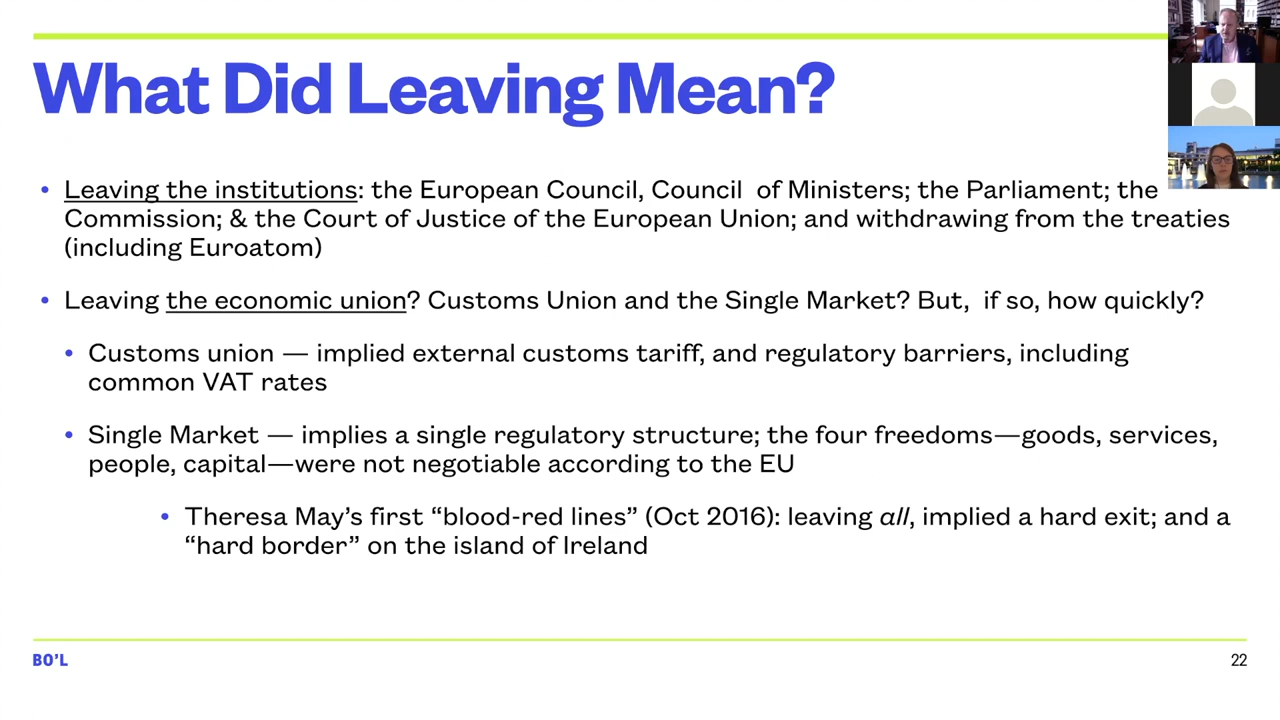 What Did Leaving Mean?
• Leaving the institutions: the European Council, Council  of Ministers; the Parliament; the
Commission; & the Court of Justice of the European Union; and withdrawing from the treaties
(including Euroatom)
• Leaving the economic union? Customs Union and the Single Market? But,  if so, how quickly?
• Customs union — implied external customs tariff, and regulatory barriers, including
common VAT rates
• Single Market — implies a single regulatory structure; the four freedoms—goods, services,
people, capital—were not negotiable according to the EU
• Theresa May’s first “blood-red lines” (Oct 2016): leaving all, implied a hard exit; and a
“hard border” on the island of Ireland
BO’L
22